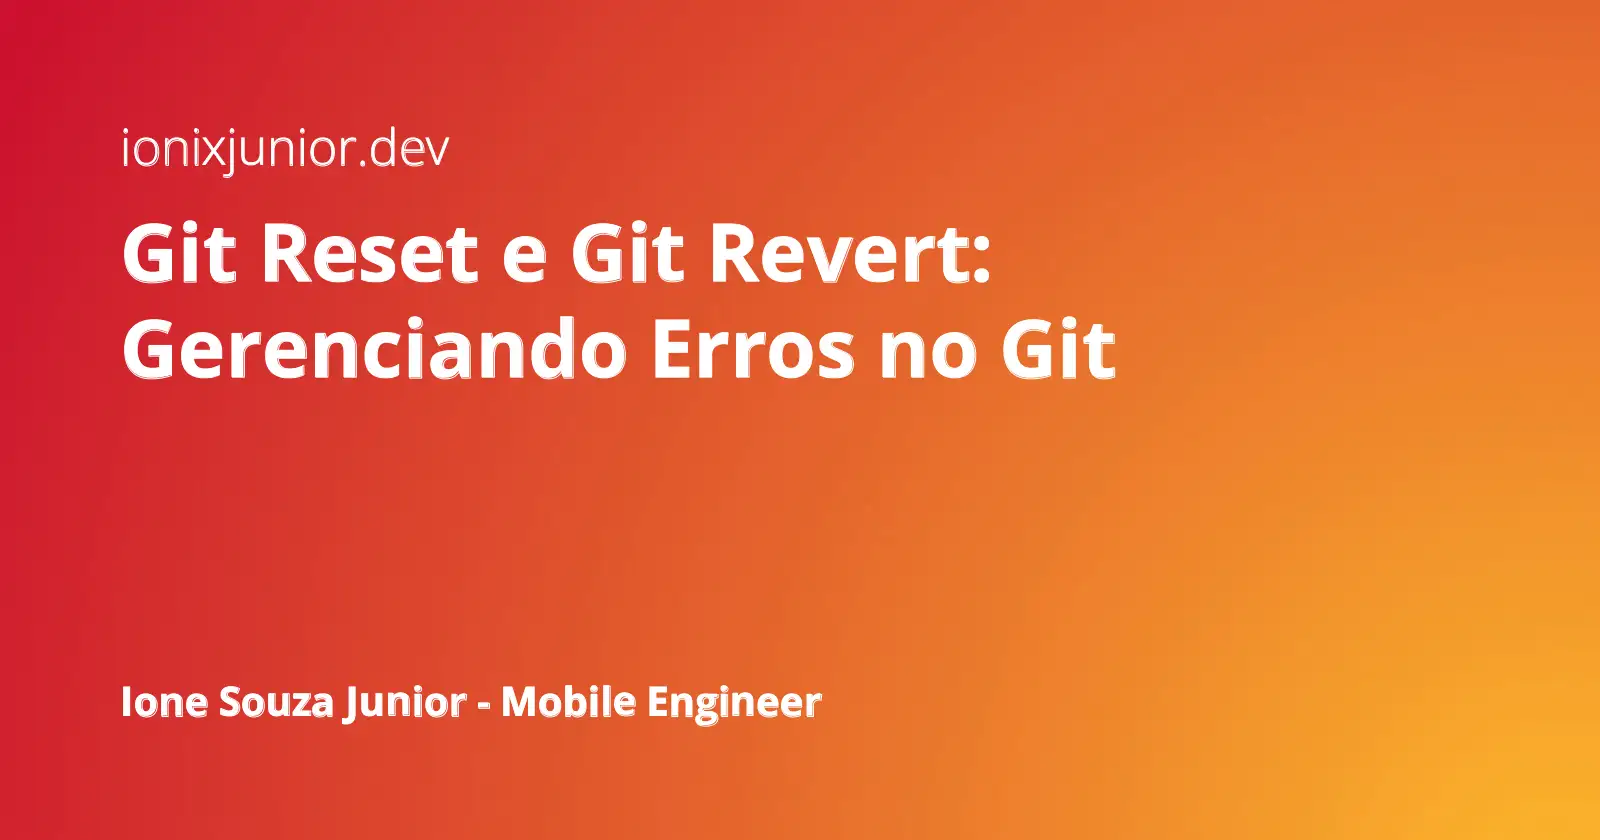 ionixjunior.dev
Git Reset e Git Revert:
Gerenciando Erros no Git
Ione Souza Junior - Mobile Engineer